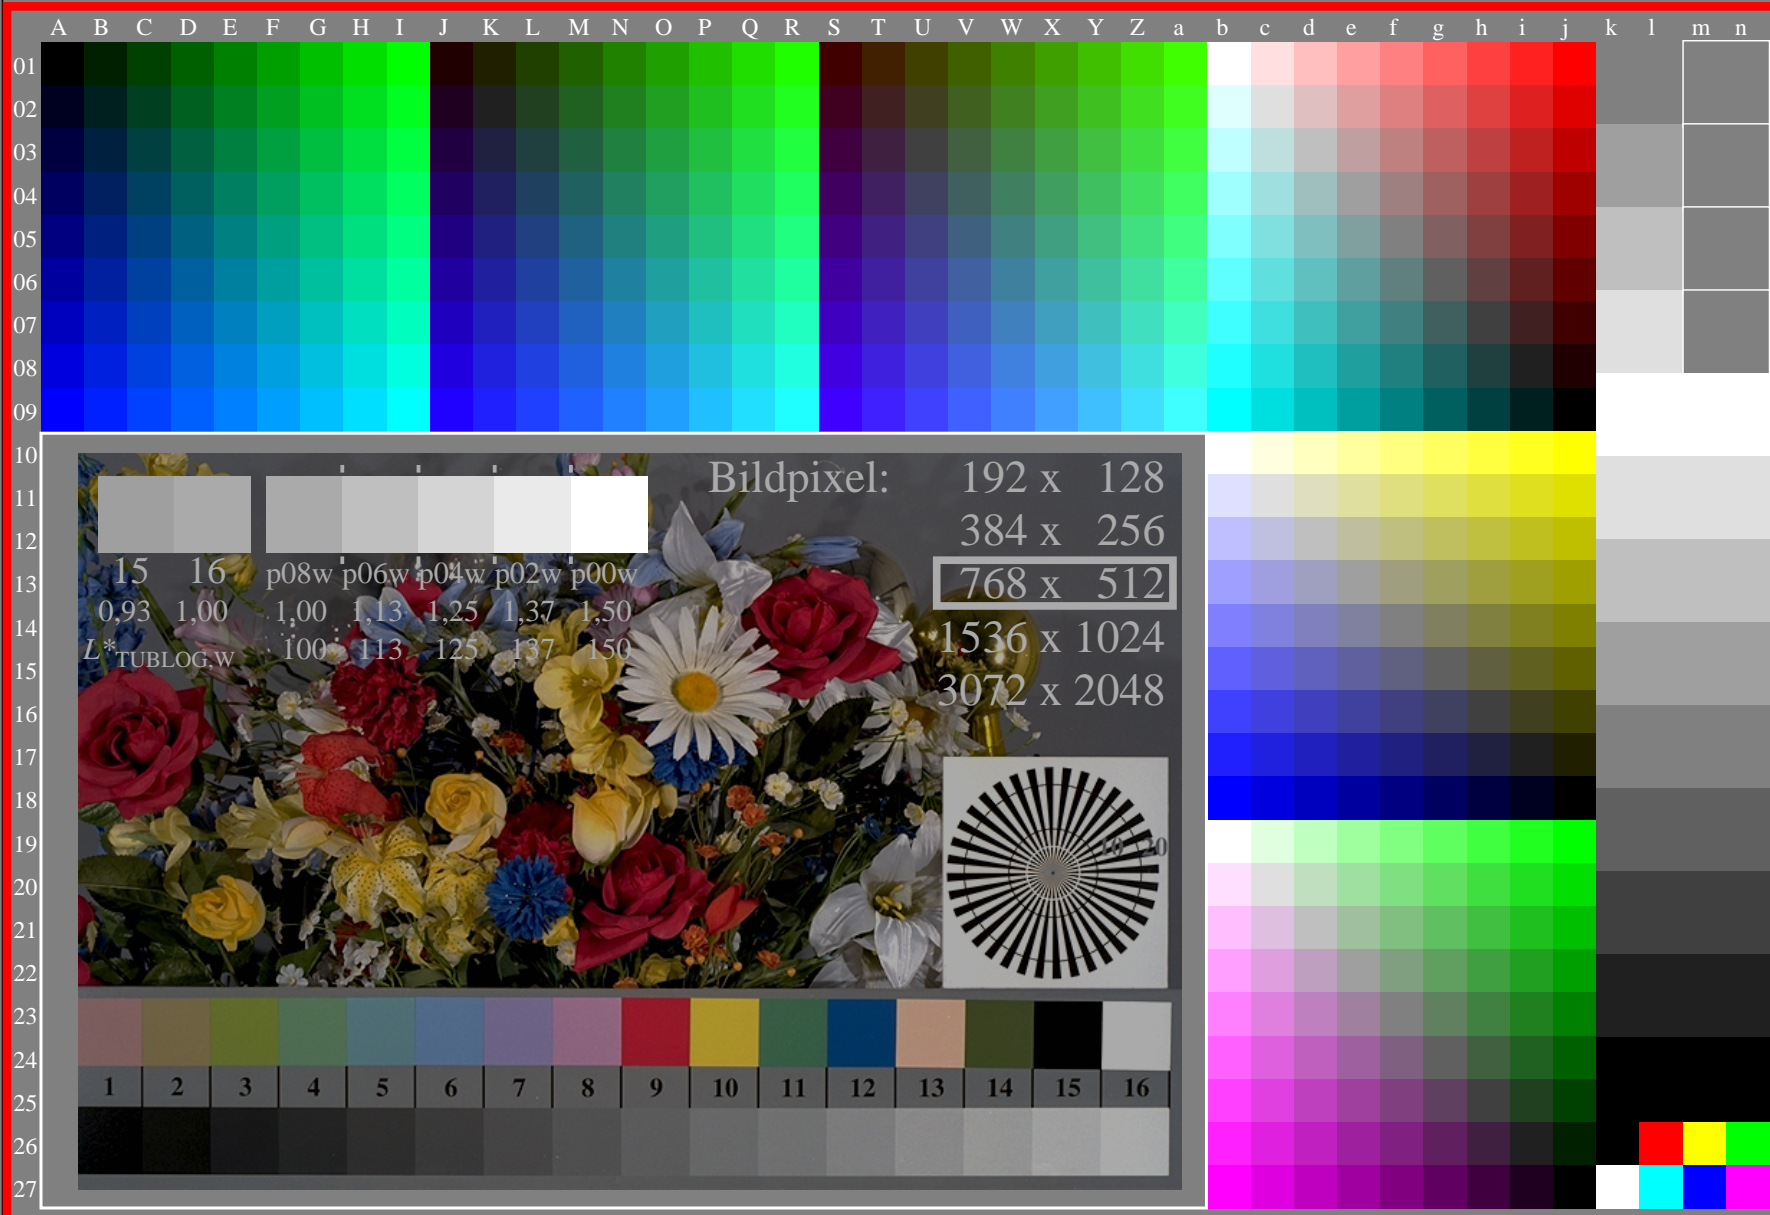 A B C D E F G H I J K L M N O P Q R S T U V W X Y Z a b c d e f g h i j k l m n
01
02
03
04
05
06
07
08
09
10
11
12
13
14
15
16
17
18
19
20
21
22
23
24
25
26
27
Bildpixel: 192 x 128
384 x 256
768 x 512
1536 x 1024
3072 x 2048
15 16 p08w p06w p04w p02w p00w
0,93 1,00 1,00 1,13 1,25 1,37 1,50
L*TUBLOG,W 100 113 125 137 150
10 20
1 2 3 4 5 6 7 8 9 10 11 12 13 14 15 16